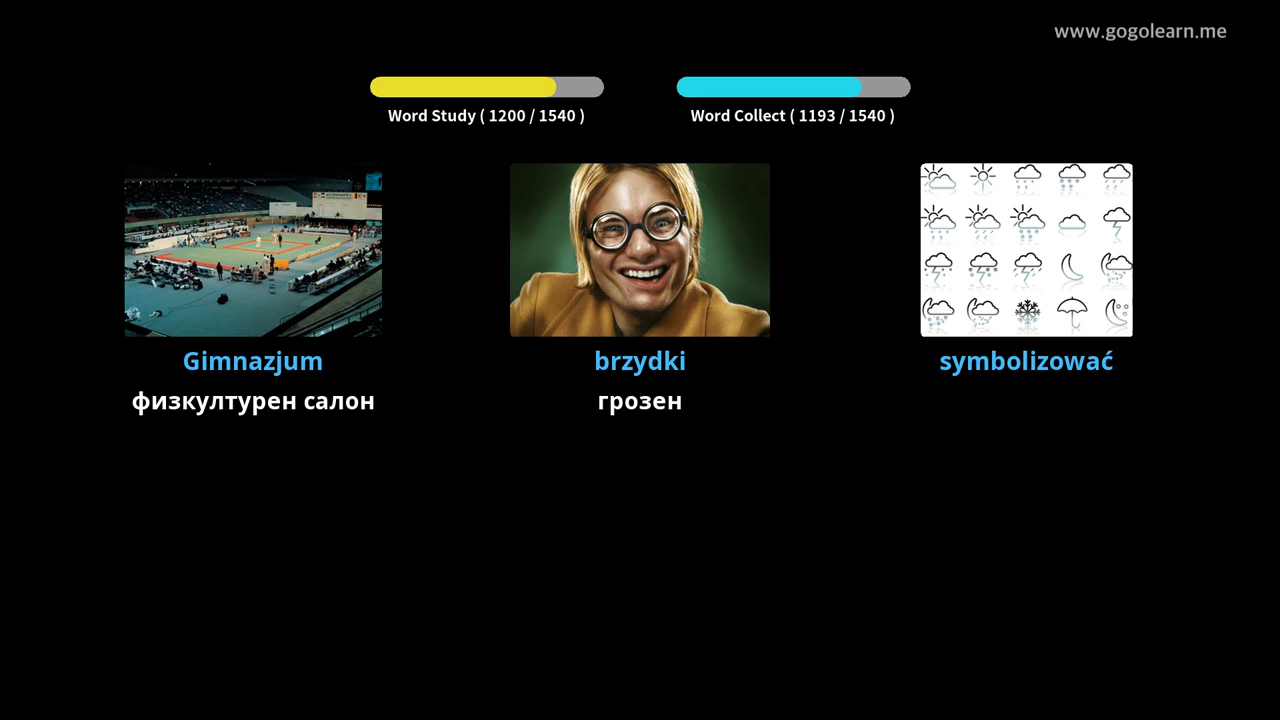 www.gogolearn.me
Word Study ( 1200 / 1540 )
Word Collect ( 1193 / 1540 )
Gimnazjum
brzydki
symbolizować
физкултурен салон
грозен